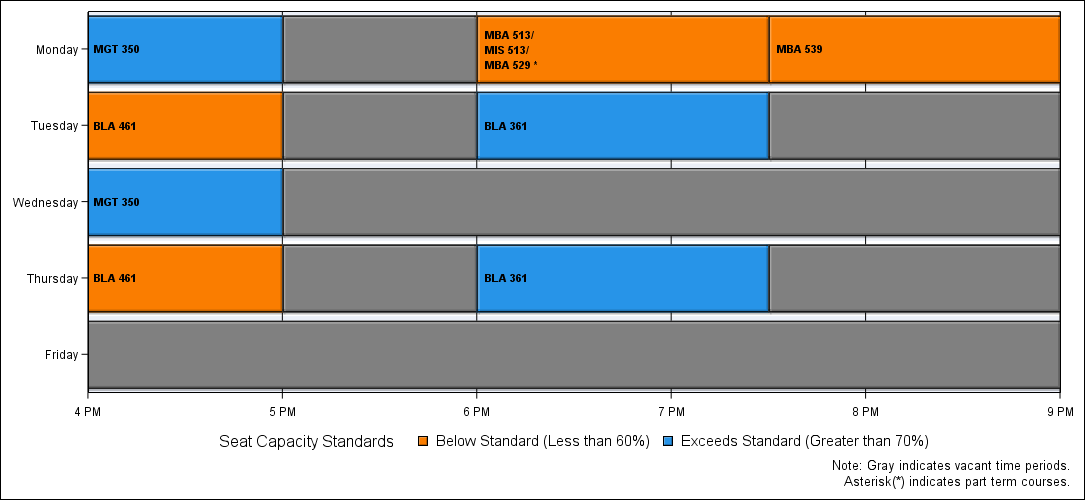 Monday
MGT 350
MBA 513/
MIS 513/
MBA 529 *
MBA 539
Tuesday
BLA 461
BLA 361
Wednesday
MGT 350
Thursday
BLA 461
BLA 361
Friday
4 PM
5 PM
6 PM
7 PM
8 PM
9 PM
Seat Capacity Standards
Below Standard (Less than 60%)
Exceeds Standard (Greater than 70%)
Note: Gray indicates vacant time periods.
Asterisk(*) indicates part term courses.